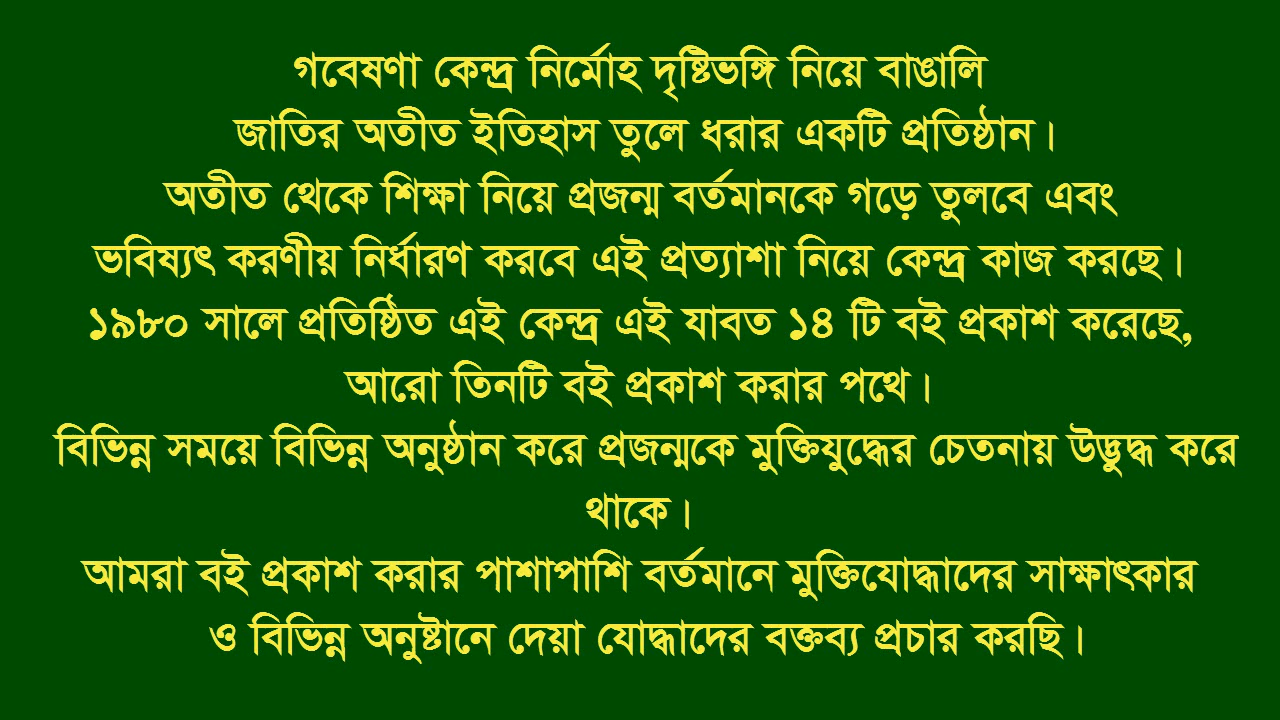 গবেষণা কেন্দ্র নির্মোহ দৃষ্টিভঙ্গি নিয়ে বাঙালি
জাতির অতীত ইতিহাস তুলে ধরার একটি প্রতিষ্ঠান।
অতীত থেকে শিক্ষা নিয়ে প্রজন্ম বর্তমানকে গড়ে তুলবে এবং
ভবিষ্যৎ করণীয় নির্ধারণ করবে এই প্রত্যাশা নিয়ে কেন্দ্র কাজ করছে।
১৯৮০ সালে প্রতিষ্ঠিত এই কেন্দ্র এই যাবত ১৪ টি বই প্রকাশ করেছে,
আরো তিনটি বই প্রকাশ করার পথে।
বিভিন্ন সময়ে বিভিন্ন অনুষ্ঠান করে প্রজন্মকে মুক্তিযুদ্ধের চেতনায় উদ্ভুদ্ধ করে
থাকে।
আমরা বই প্রকাশ করার পাশাপাশি বর্তমানে মুক্তিযোদ্ধাদের সাক্ষাৎকার
ও বিভিন্ন অনুষ্টানে দেয়া যোদ্ধাদের বক্তব্য প্রচার করছি।